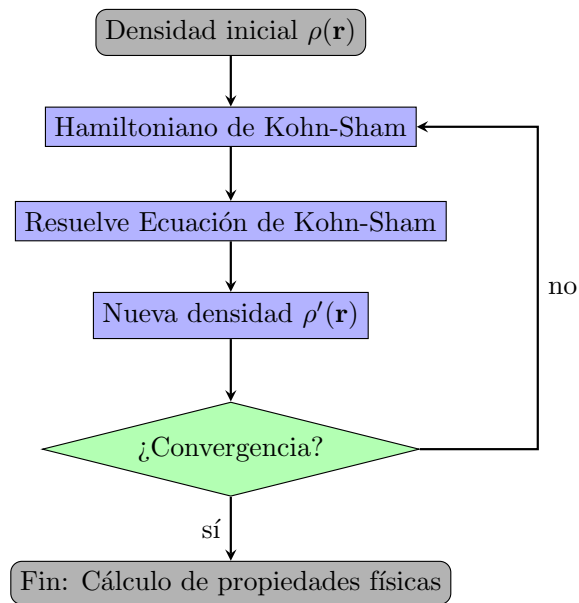 Densidad inicial ρ(𝐫)
Hamiltoniano de Kohn-Sham
Resuelve Ecuación de Kohn-Sham
no
Nueva densidad ρ′(𝐫)
¿Convergencia?
sí
Fin: Cálculo de propiedades físicas